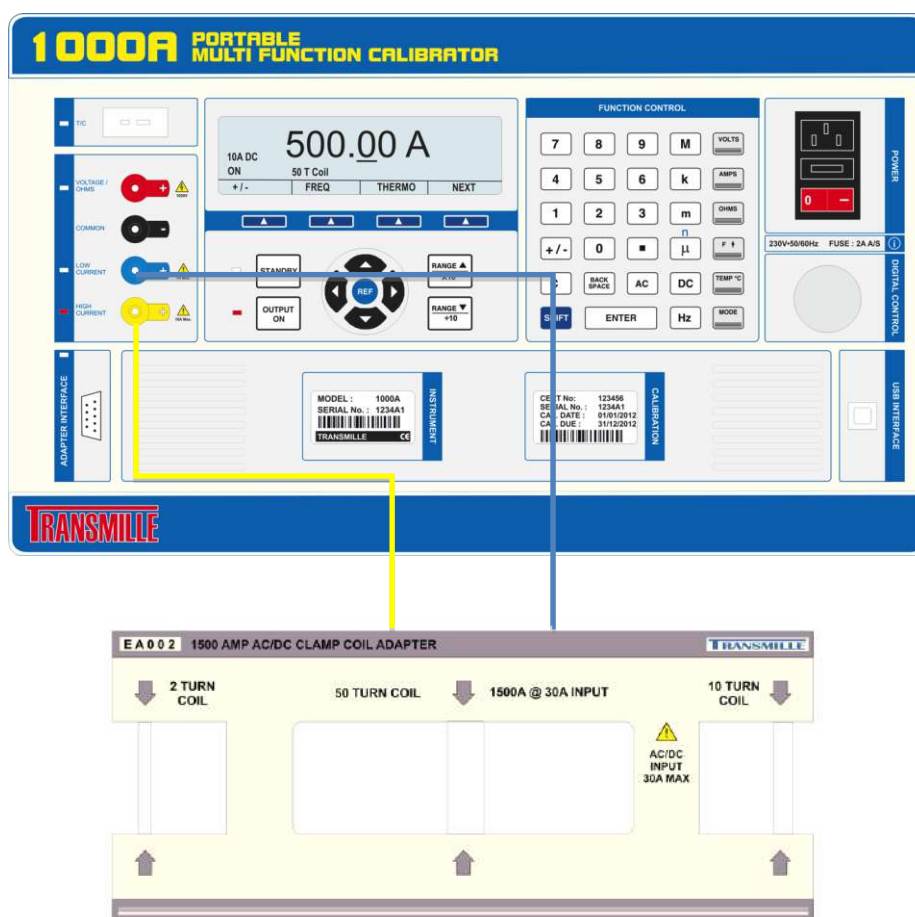 1000A PORTABLE
MULTI FUNCTION CALIBRATOR
T/C
VOLTAGE /
OHMS
COMMON
LOW
CURRENT
HIGH
CURRENT
ADAPTER INTERFACE
500.00 A
10A DC
ON
50 T Coil
+ / -
FREQ
THERMO
NEXT
STANDBY
OUTPUT
ON
REF
RANGE ▲
X10
RANGE ▼
÷10
FUNCTION CONTROL
7 8 9 M VOLTS
4 5 6 k AMPS
1 2 3 m OHMS
n
+/- 0 ■ µ F
BACK
SPACE
AC DC TEMP °C
SHIFT ENTER Hz MODE
POWER
0 –
230V•50/60Hz FUSE : 2A A/S
DIGITAL CONTROL
USB INTERFACE
MODEL : 1000A
SERIAL No. : 1234A1
TRANSMILLE CE
INSTRUMENT
CERT No: 123456
SERIAL No. : 1234A1
CAL. DATE : 01/01/2012
CAL. DUE : 31/12/2012
CALIBRATION
TRANSMILLE
EA002 1500 AMP AC/DC CLAMP COIL ADAPTER
TRANSMILLE
2 TURN
COIL
50 TURN COIL
1500A @ 30A INPUT
10 TURN
COIL
AC/DC
INPUT
30A MAX